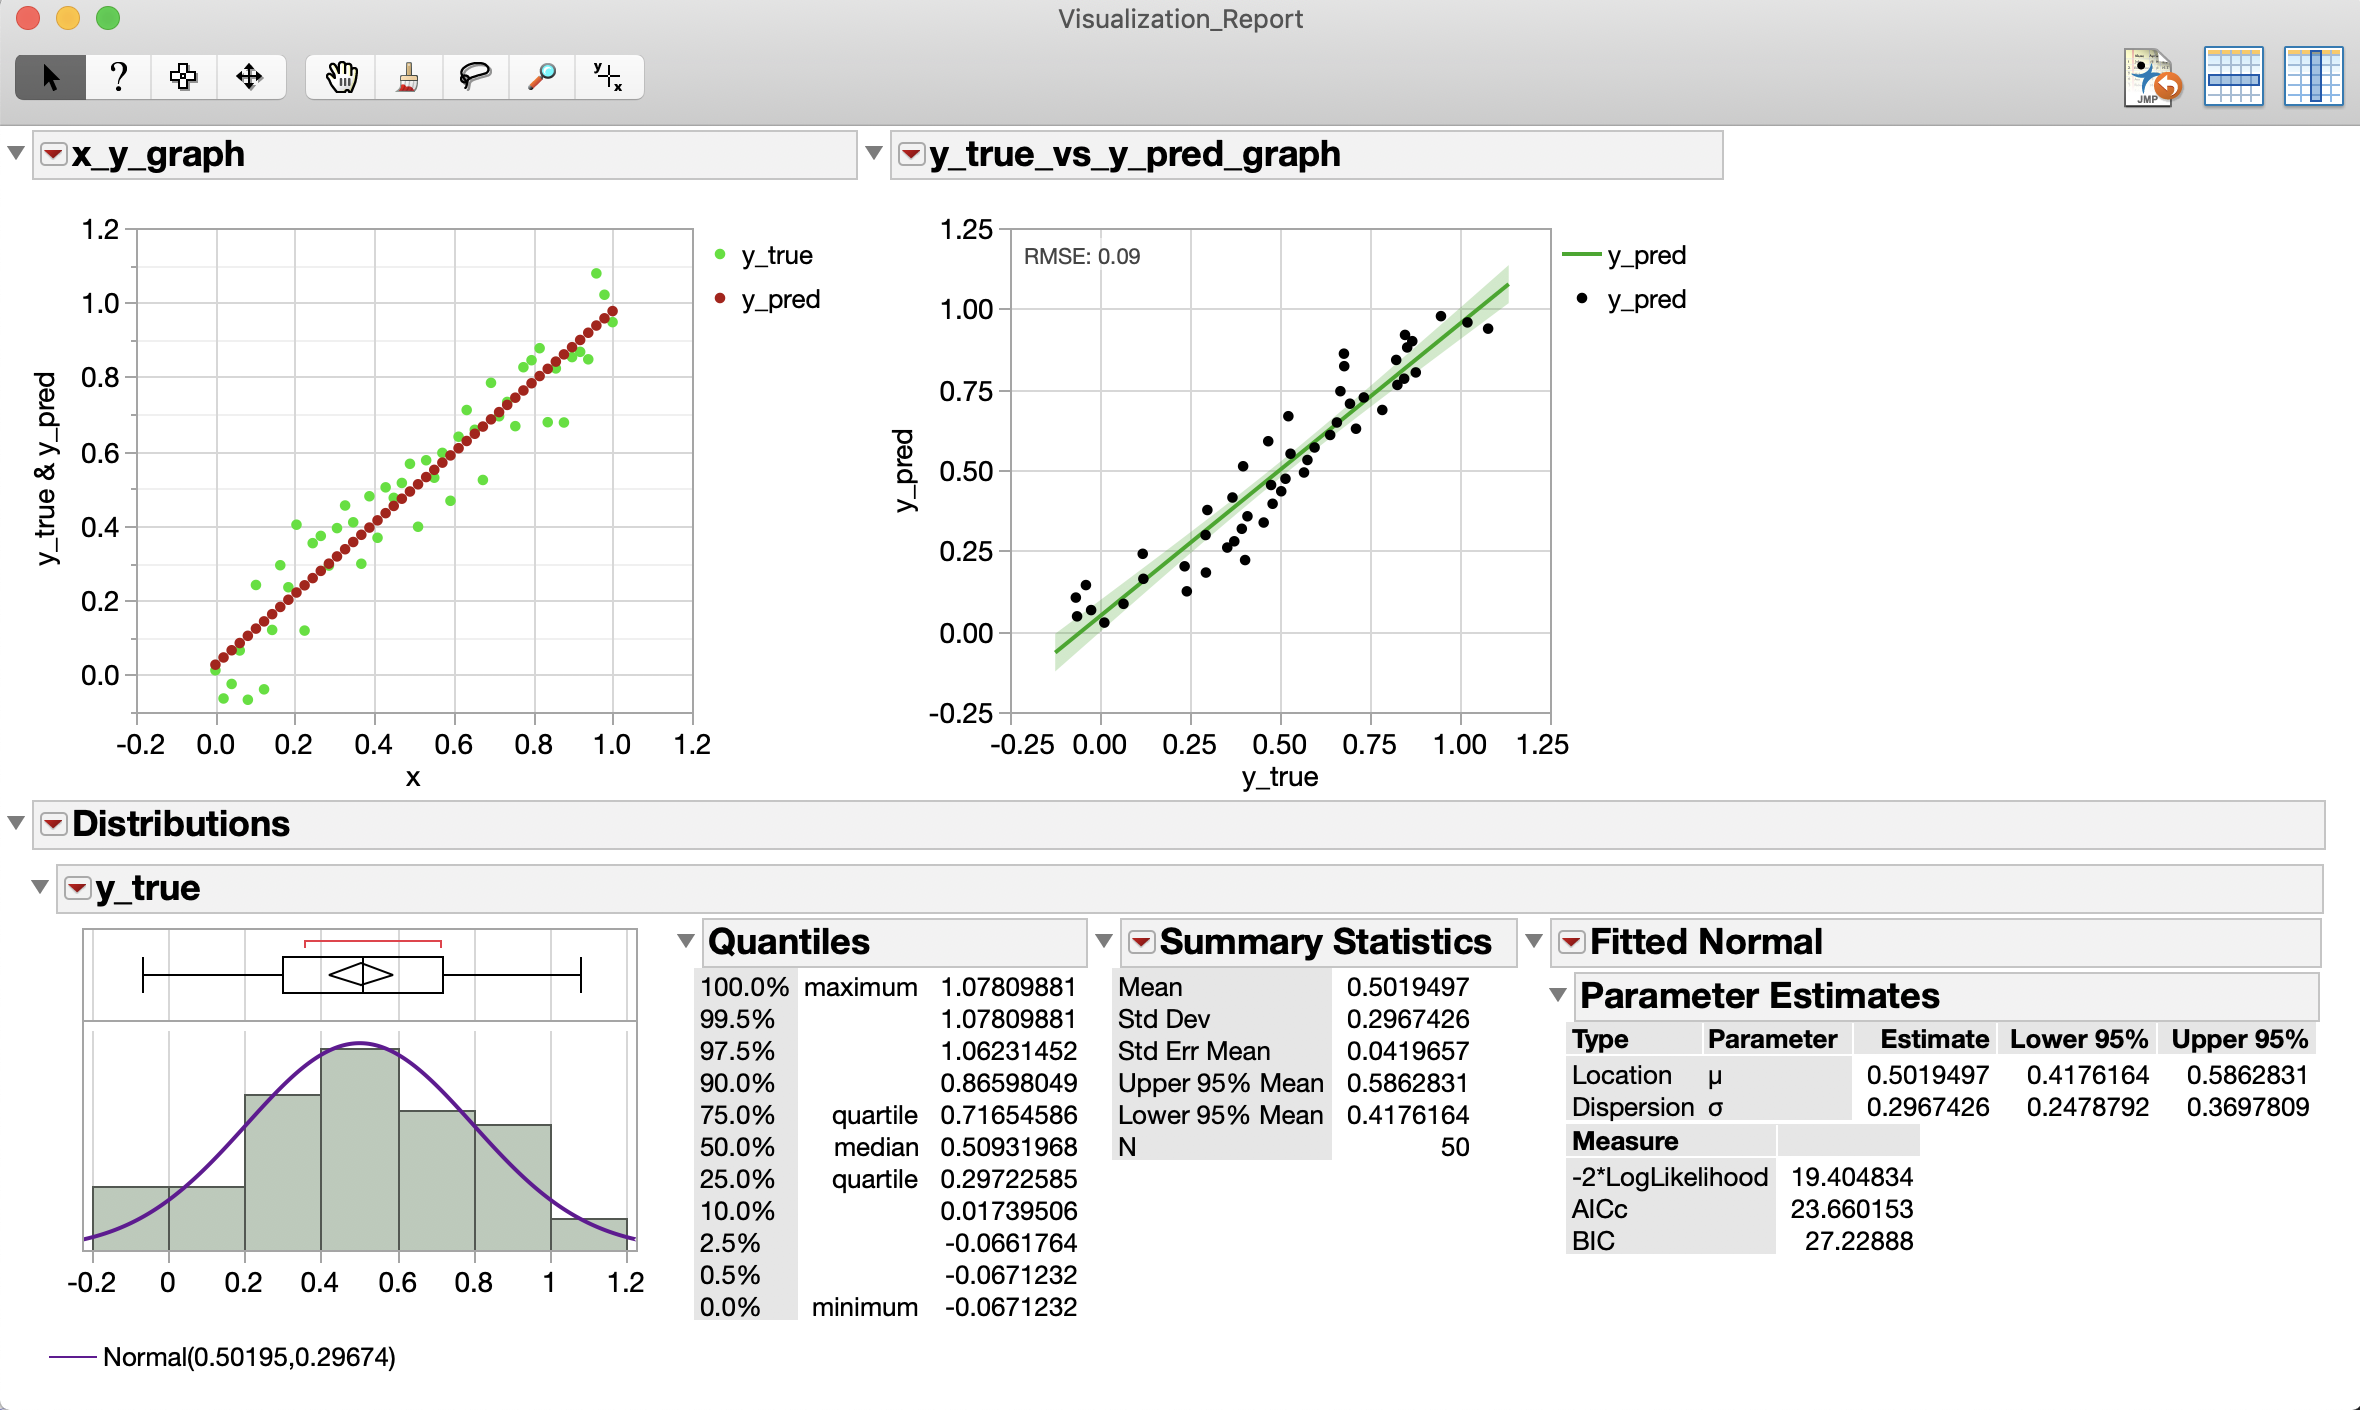 Visualization_Report
?
y
x
JMP
x_y_graph
1.2
1.0
0.8
0.6
0.4
0.2
0.0
y_true & y_pred
-0.2 0.0 0.2 0.4 0.6 0.8 1.0 1.2
x
y_true
y_pred
y_true_vs_y_pred_graph
RMSE: 0.09
1.25
1.00
0.75
0.50
0.25
0.00
-0.25
y_pred
-0.25 0.00 0.25 0.50 0.75 1.00 1.25
y_true
y_pred
y_pred
Distributions
y_true
-0.2 0 0.2 0.4 0.6 0.8 1 1.2
Normal(0.50195,0.29674)
Quantiles
100.0% maximum 1.07809881
99.5% 1.07809881
97.5% 1.06231452
90.0% 0.86598049
75.0% quartile 0.71654586
50.0% median 0.50931968
25.0% quartile 0.29722585
10.0% 0.01739506
2.5% -0.0661764
0.5% -0.0671232
0.0% minimum -0.0671232
Summary Statistics
Mean 0.5019497
Std Dev 0.2967426
Std Err Mean 0.0419657
Upper 95% Mean 0.5862831
Lower 95% Mean 0.4176164
N 50
Fitted Normal
Parameter Estimates
Type Parameter Estimate Lower 95% Upper 95%
Location μ 0.5019497 0.4176164 0.5862831
Dispersion σ 0.2967426 0.2478792 0.3697809
Measure
-2*LogLikelihood 19.404834
AICc 23.660153
BIC 27.22888